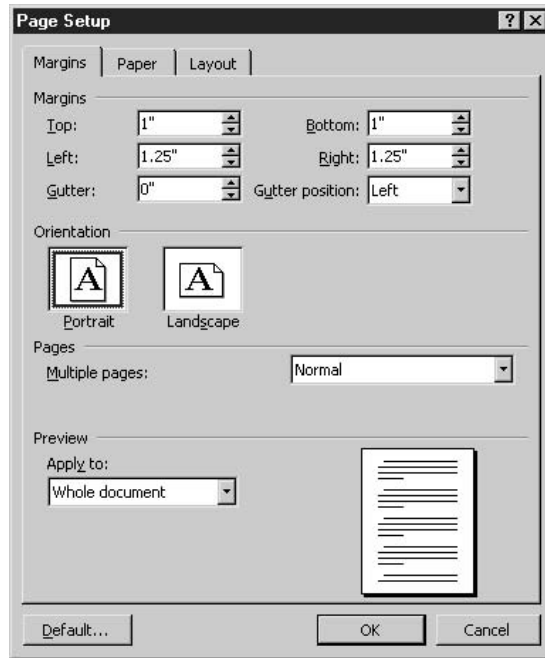 Page Setup
Margins Paper Layout
Margins
Top: 1" Bottom: 1"
Left: 1.25" Right: 1.25"
Gutter: 0" Gutter position: Left
Orientation
A A
Portrait Landscape
Pages
Multiple pages: Normal
Preview
Apply to:
Whole document
Default... OK Cancel